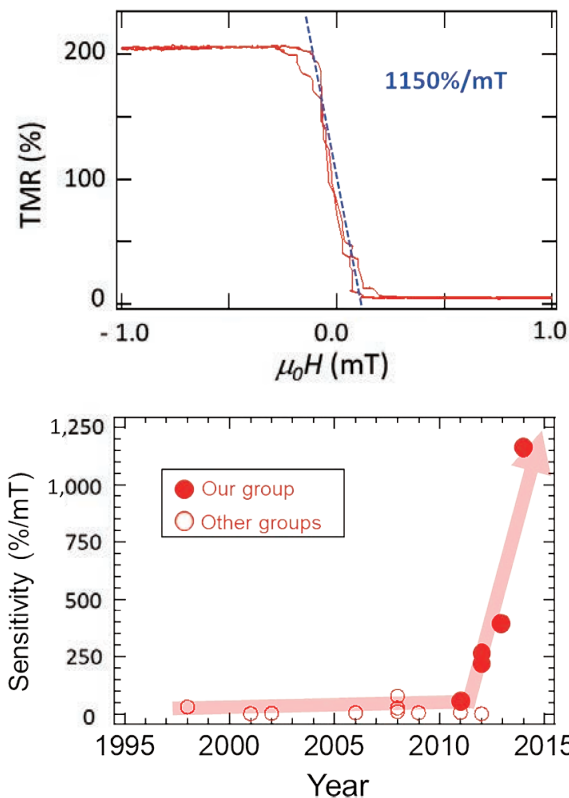 200
1150%/mT
TMR (%)
100
0
- 1.0
0.0
1.0
μ₀H (mT)
1,250
1,000
750
500
250
0
Sensitivity (%/mT)
Our group
Other groups
1995
2000
2005
2010
2015
Year